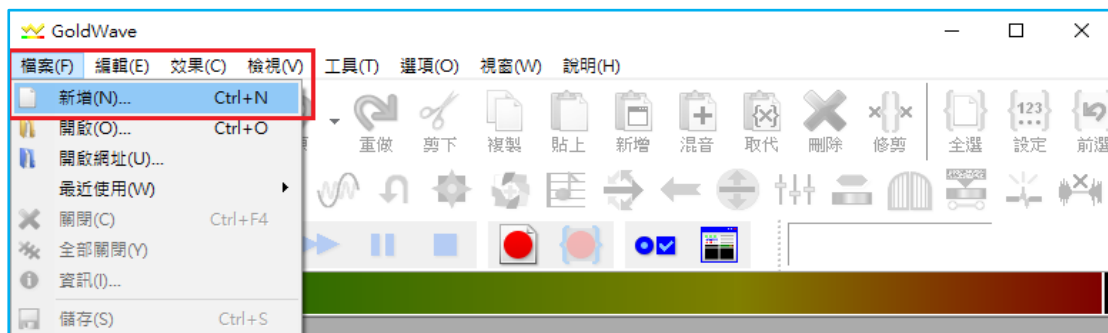 GoldWave
檔案(F) 編輯(E) 效果(C) 檢視(V) 工具(T) 選項(O) 視窗(W) 說明(H)
新增(N)... Ctrl+N
開啟(O)... Ctrl+O
重做 剪下 複製 貼上 新增 混音 取代 刪除 修剪 全選 設定 前選
開啟網址(U)...
最近使用(W)
關閉(C) Ctrl+F4
全部關閉(Y)
資訊(I)...
儲存(S) Ctrl+S